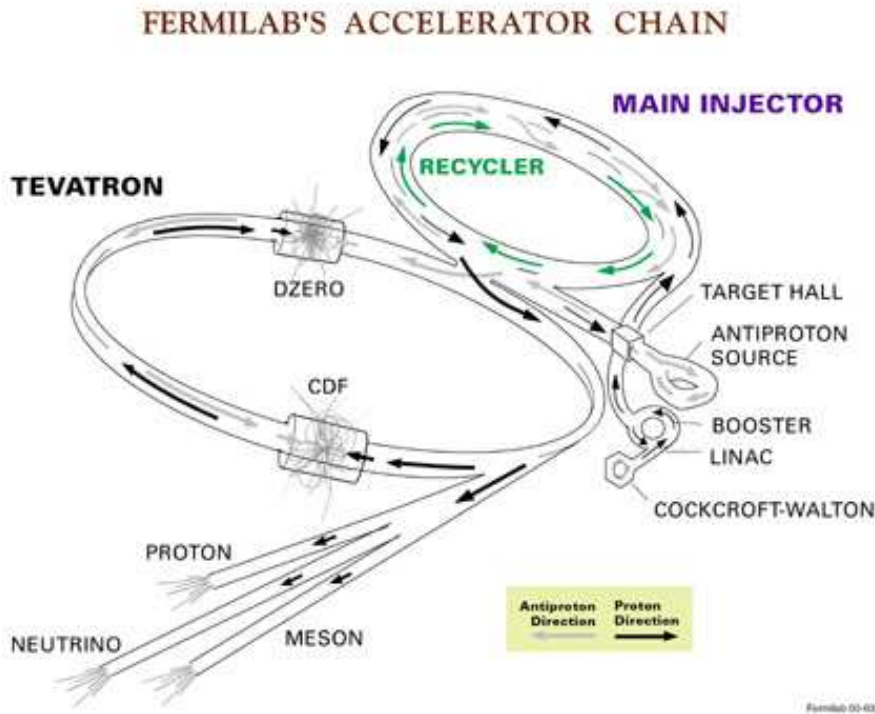 FERMILAB'S ACCELERATOR CHAIN
MAIN INJECTOR
RECYCLER
TEVATRON
DZERO
TARGET HALL
ANTIPROTON
SOURCE
CDF
BOOSTER
LINAC
COCKCROFT-WALTON
PROTON
NEUTRINO
MESON
Antiproton
Direction
Proton
Direction